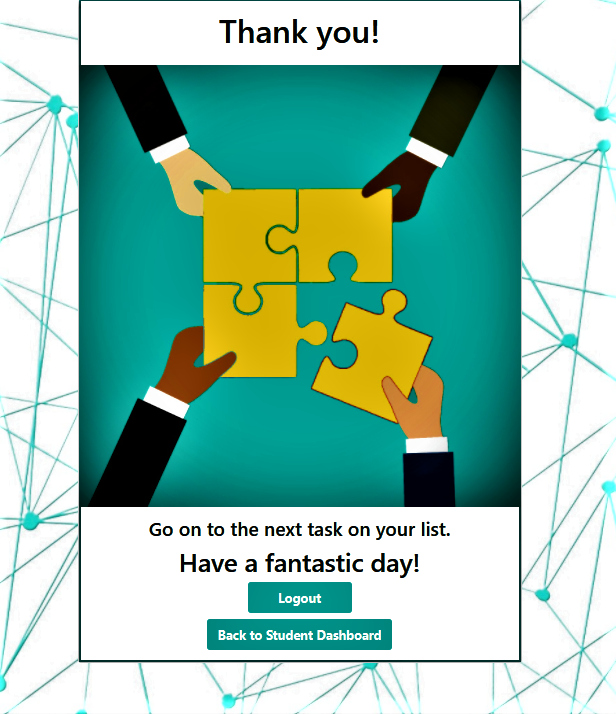 Thank you!
Go on to the next task on your list.
Have a fantastic day!
Logout
Back to Student Dashboard